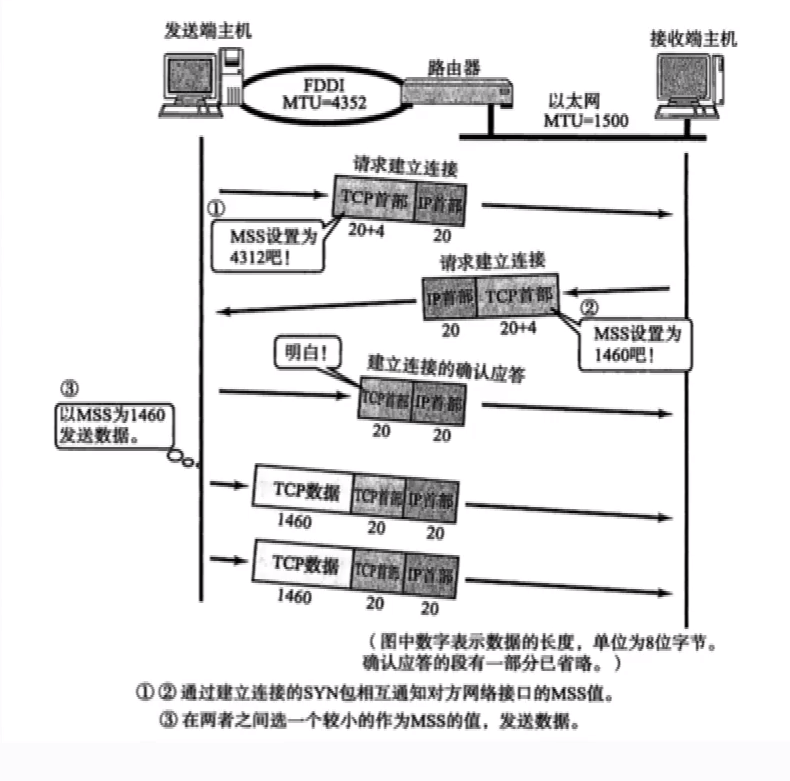 发送端主机
接收端主机
FDDI
MTU=4352
路由器
以太网
MTU=1500
请求建立连接
TCP首部
IP首部
①
20+4
20
MSS设置为
4312吧！
请求建立连接
IP首部
TCP首部
②
20
20+4
MSS设置为
1460吧！
明白！
建立连接的确认应答
TCP首部
IP首部
20
20
③
以MSS为1460
发送数据。
TCP数据
TCP首部
IP首部
1460
20
20
TCP数据
TCP首部
IP首部
1460
20
20
（图中数字表示数据的长度，单位为8位字节。
确认应答的段有一部分已省略。）
①②通过建立连接的SYN包相互通知对方网络接口的MSS值。
③在两者之间选一个较小的作为MSS的值，发送数据。